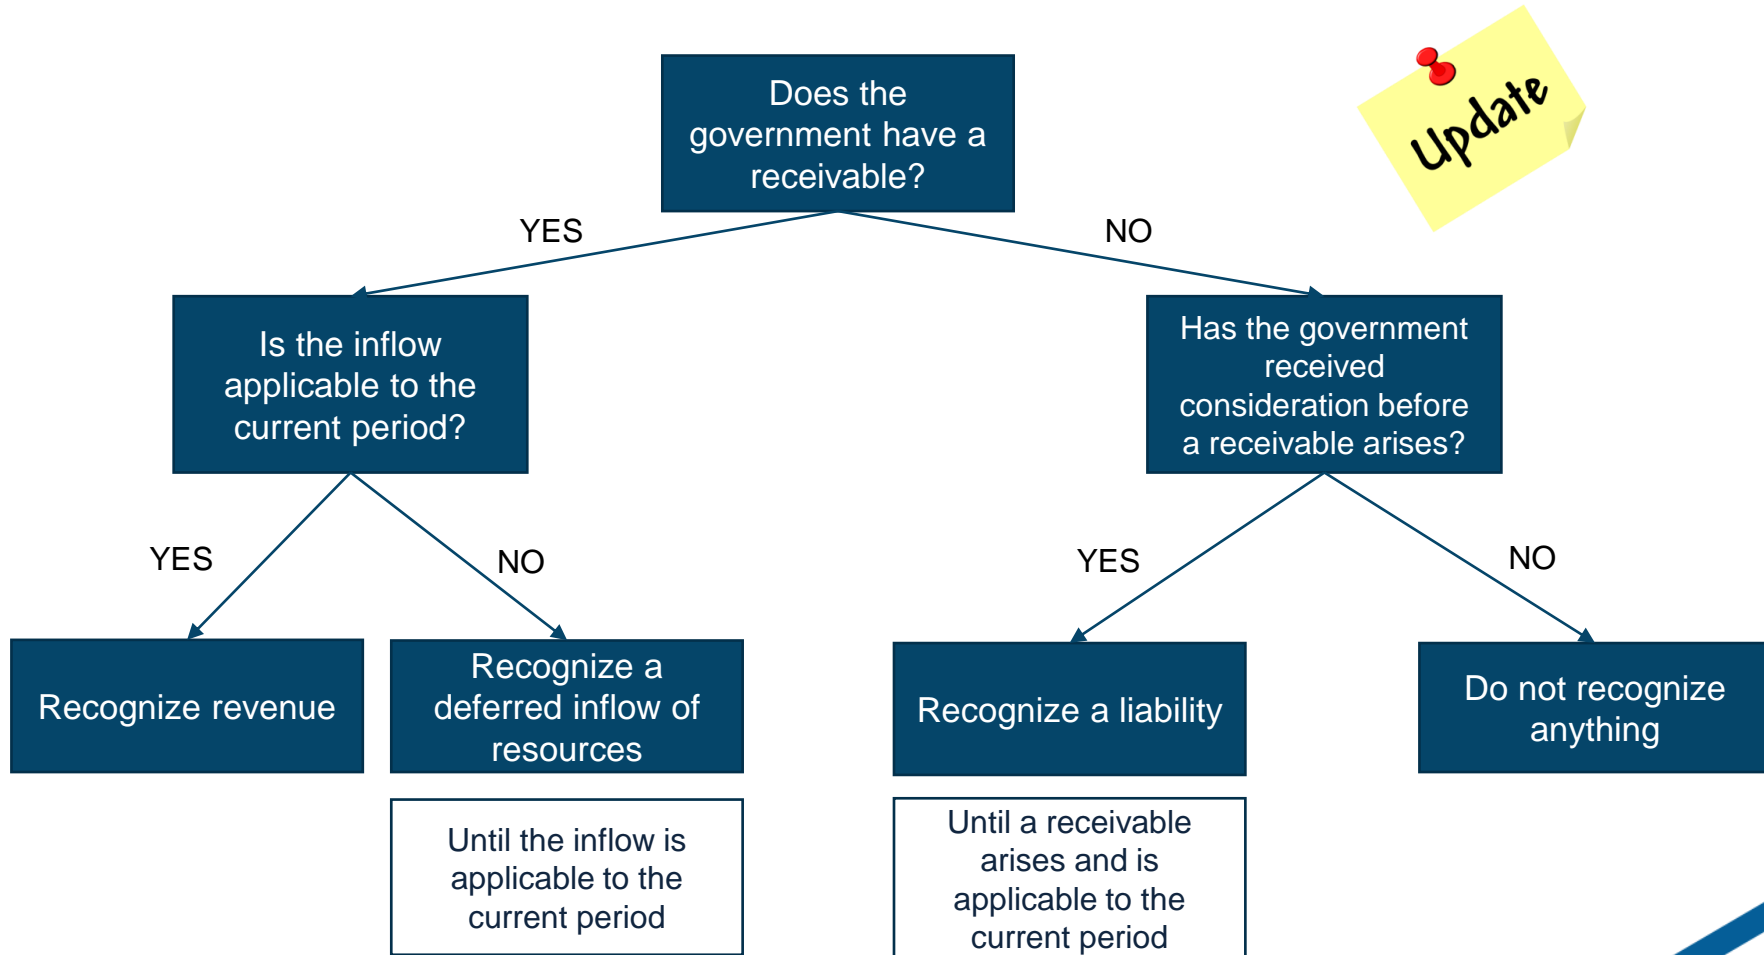 Does the
government have a
receivable?
Update
YES
NO
Is the inflow
applicable to the
current period?
Has the government
received
consideration before
a receivable arises?
YES
NO
YES
NO
Recognize revenue
Recognize a
deferred inflow of
resources
Recognize a liability
Do not recognize
anything
Until the inflow is
applicable to the
current period
Until a receivable
arises and is
applicable to the
current period